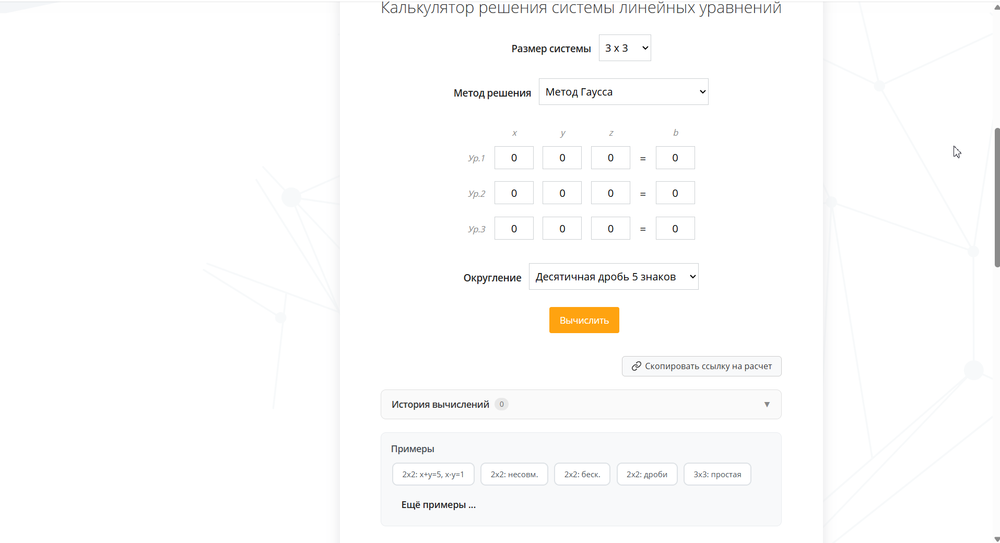 Калькулятор решения системы линейных уравнений
Размер системы 3 x 3
Метод решения Метод Гаусса
x y z b
Ур.1 0 0 0 = 0
Ур.2 0 0 0 = 0
Ур.3 0 0 0 = 0
Округление Десятичная дробь 5 знаков
Вычислить
Скопировать ссылку на расчет
История вычислений 0 ▼
Примеры
2x2: x+y=5, x-y=1 2x2: несовм. 2x2: беск. 2x2: дроби 3x3: простая
Ещё примеры ...